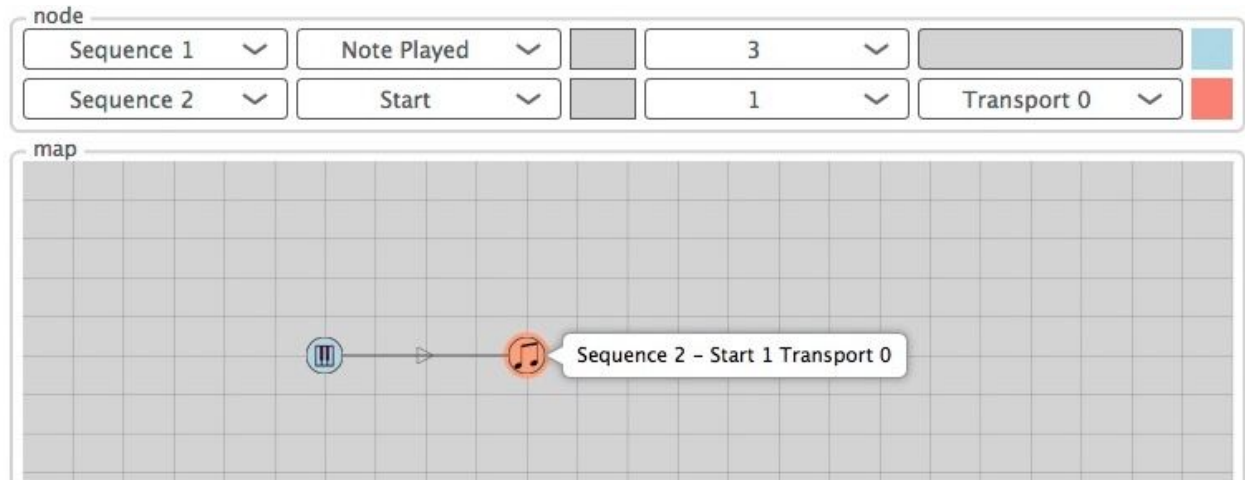 node
Sequence 1 Note Played 3
Sequence 2 Start 1 Transport 0
map
Sequence 2 – Start 1 Transport 0